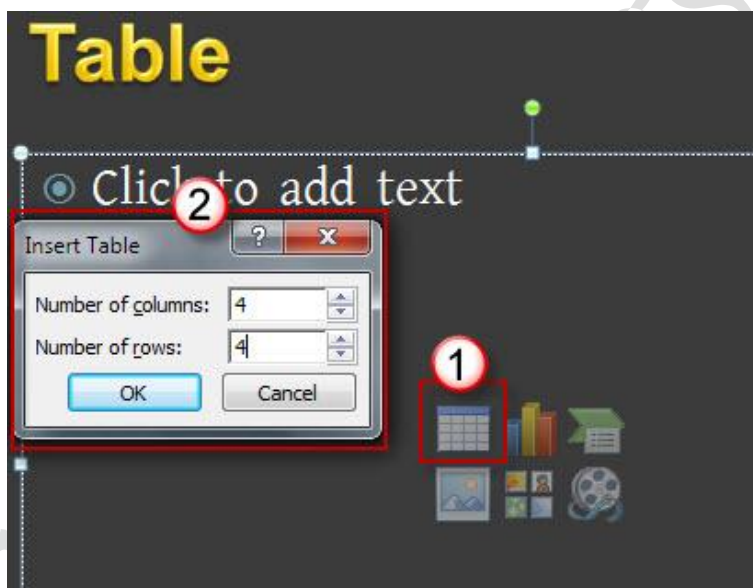 Table
Click to add text
2
Insert Table
?
X
Number of columns: 4
Number of rows: 4
OK Cancel
1